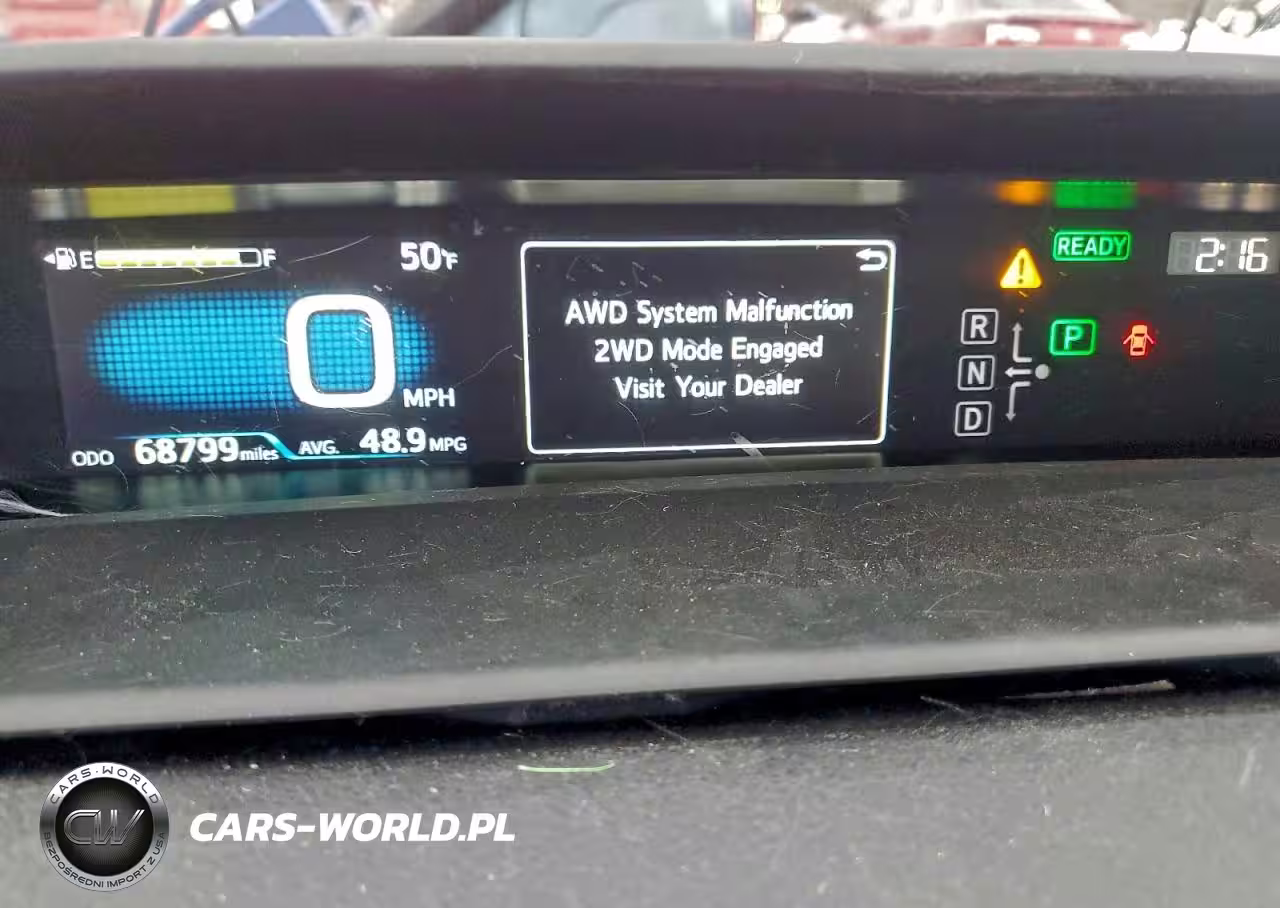 E F
50°F
0
MPH
ODO 68799 miles
AVG. 48.9 MPG
AWD System Malfunction
2WD Mode Engaged
Visit Your Dealer
READY
2:16
R
P
N
D
CARS-WORLD
CW
BEZPOŚREDNI IMPORT Z USA
CARS-WORLD.PL